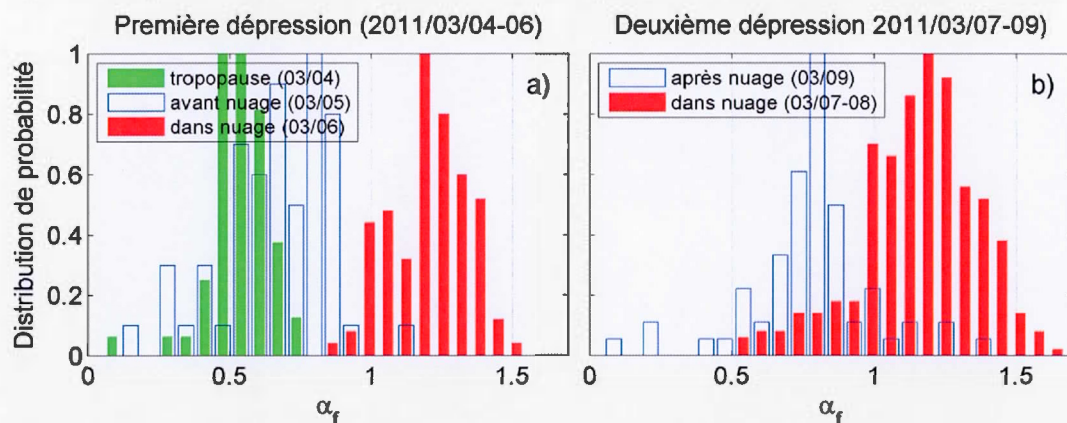 Première dépression (2011/03/04-06)
Deuxième dépression 2011/03/07-09)
Distribution de probabilité
1
0.8
0.6
0.4
0.2
0
tropopause (03/04)
avant nuage (03/05)
dans nuage (03/06)
a)
0
0.5
1
1.5
αf
après nuage (03/09)
dans nuage (03/07-08)
b)
0
0.5
1
1.5
αf